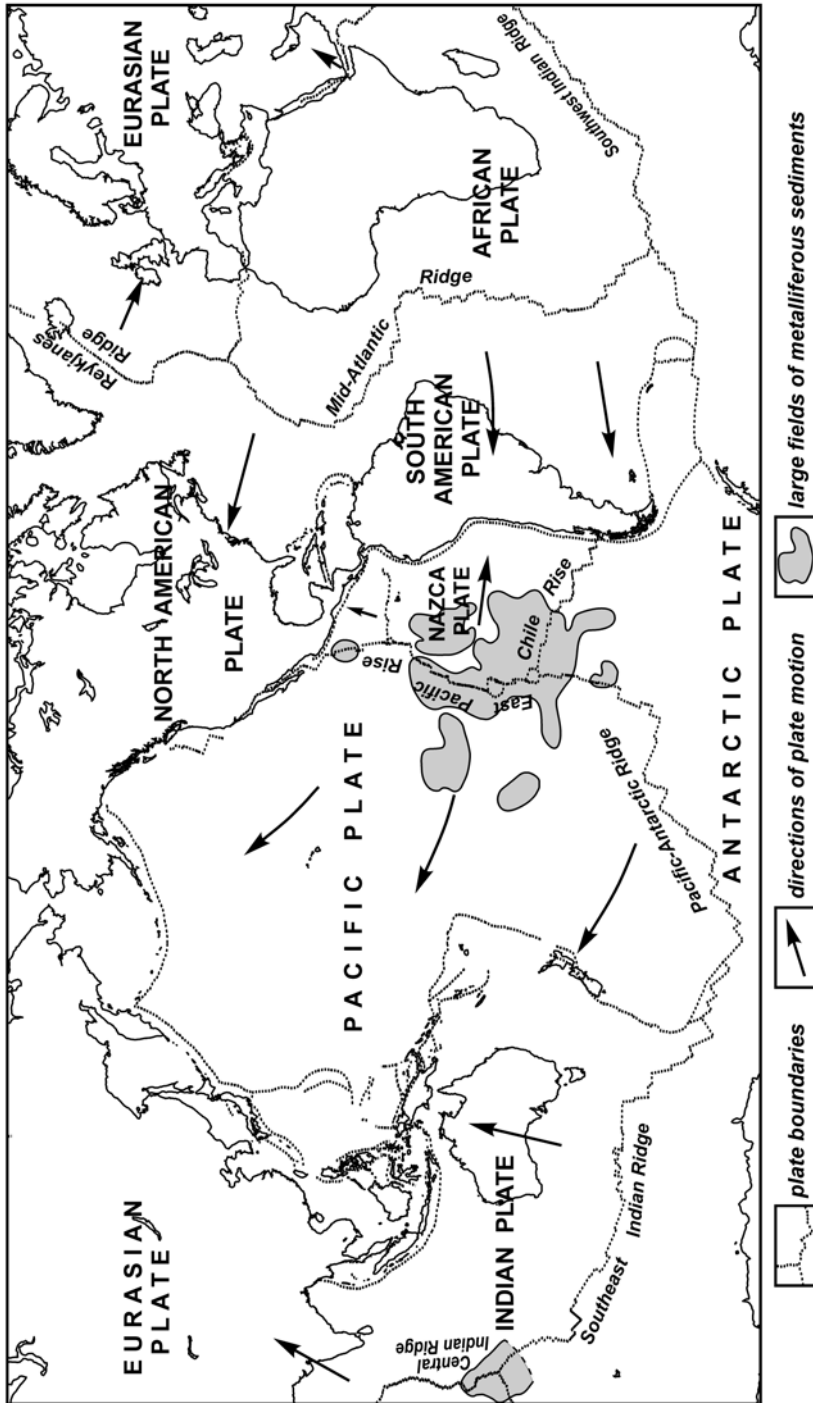 EURASIAN
PLATE
EURASIAN
PLATE
Reykjanes
Ridge
NORTH AMERICAN
PLATE
PACIFIC PLATE
Mid-Atlantic
Ridge
AFRICAN
PLATE
SOUTH
AMERICAN
PLATE
NAZCA
PLATE
East
Pacific
Rise
Chile
Rise
INDIAN PLATE
Central
Indian Ridge
Southeast
Indian Ridge
Pacific-Antarctic Ridge
Southwest Indian Ridge
ANTARCTIC PLATE
plate boundaries
directions of plate motion
large fields of metalliferous sediments